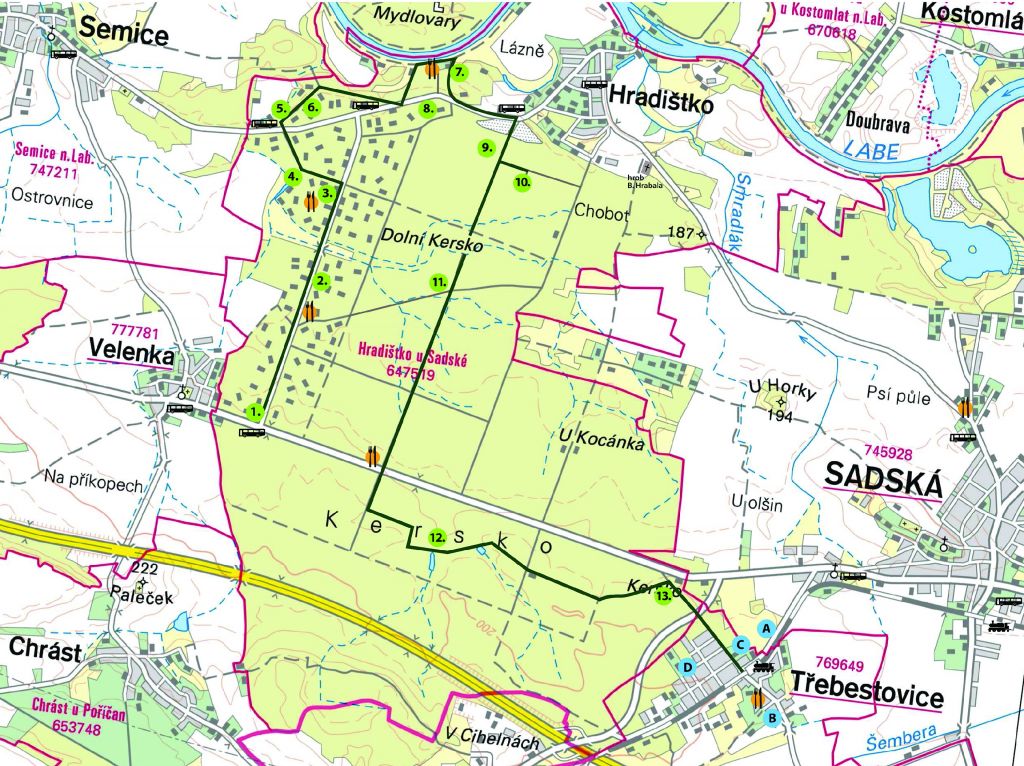 Semice
Mydlovary
Lázně
u Kostomlat n.Lab.
670618
Kostomlá
Hradištko
Doubrava
LABE
Semice n.Lab.
747211
Ostrovnice
5.
6.
7.
8.
9.
10.
4.
3.
hrob
B. Hrabala
Chobot
187
Smradlák
Dolní Kersko
2.
11.
777781
Velenka
Hradištko u Sadské
647519
U Horky
194
Psí půle
1.
U Kocánka
745928
SADSKÁ
Na příkopech
U olšin
K e r s k o
12.
222
Paleček
Kersko
13.
200
A
C
D
B
Chrást
769649
Třebestovice
Chrást u Poříčan
653748
V Cihelnách
Šembera